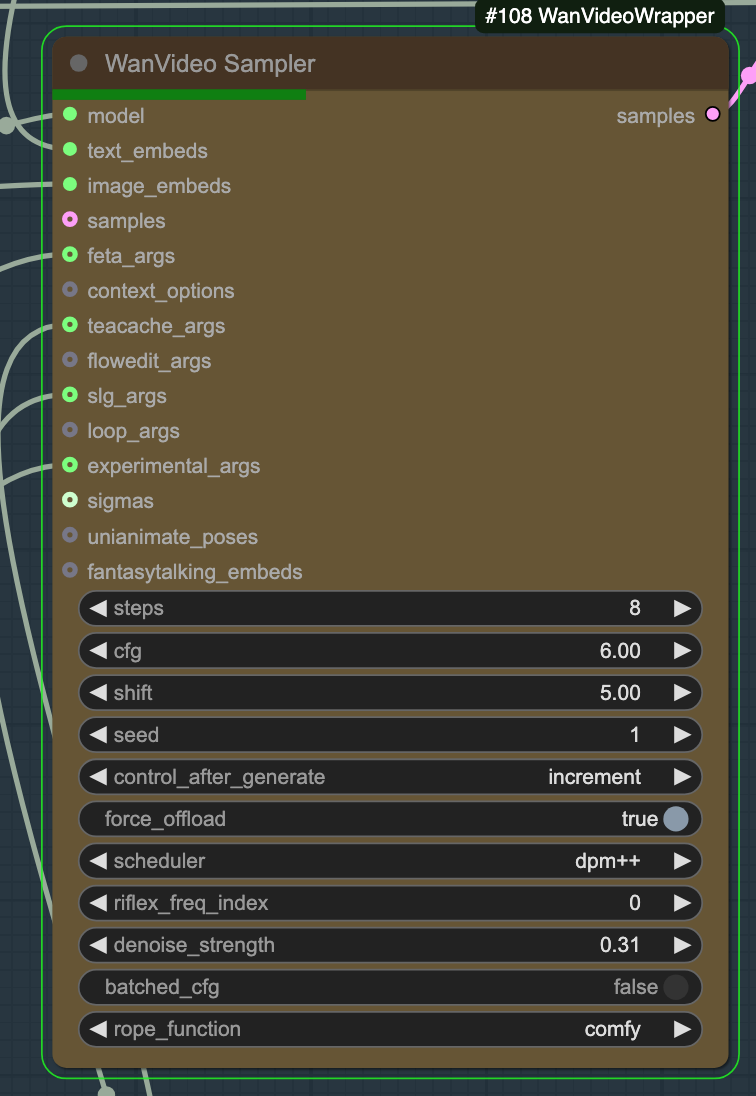 #108 WanVideoWrapper
WanVideo Sampler
model
samples
text_embeds
image_embeds
samples
feta_args
context_options
teacache_args
flowedit_args
slg_args
loop_args
experimental_args
sigmas
unianimate_poses
fantasytalking_embeds
steps 8
cfg 6.00
shift 5.00
seed 1
control_after_generate increment
force_offload true
scheduler dpm++
riflex_freq_index 0
denoise_strength 0.31
batched_cfg false
rope_function comfy